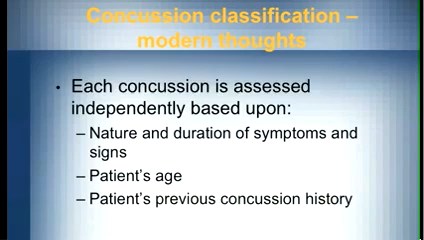 Concussion classification –
modern thoughts
• Each concussion is assessed
independently based upon:
– Nature and duration of symptoms and
signs
– Patient's age
– Patient's previous concussion history